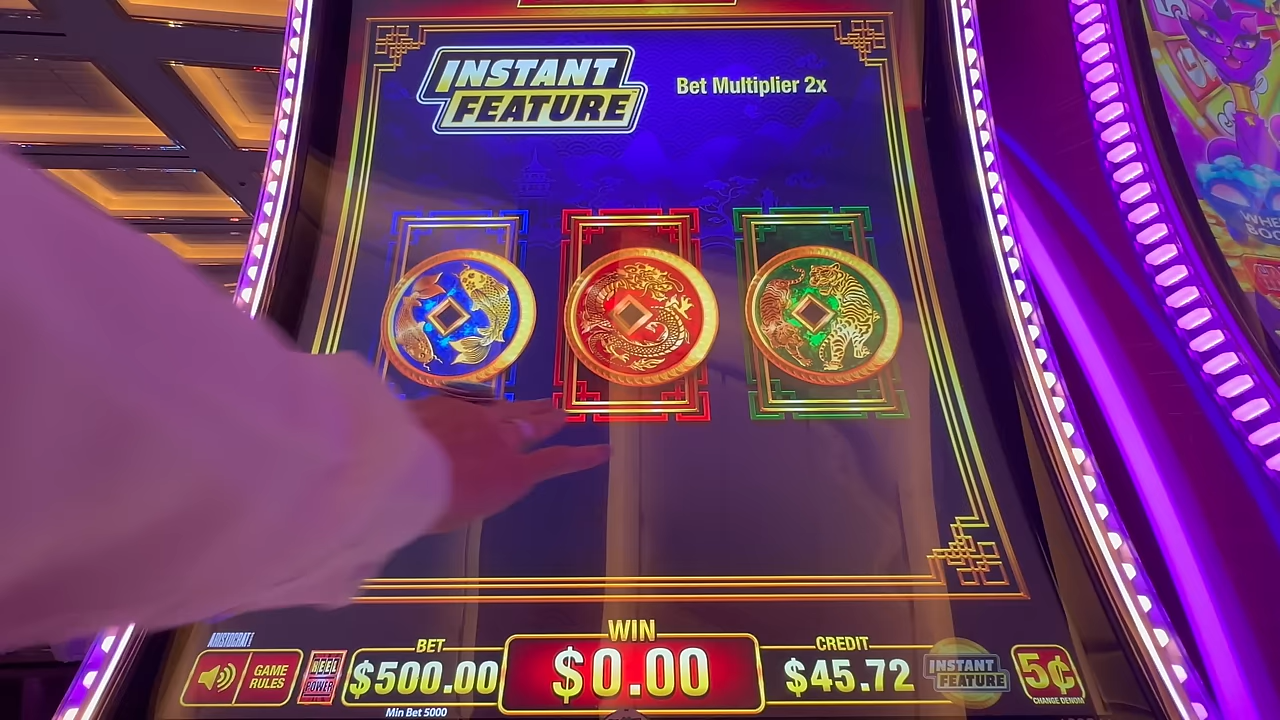 INSTANT
FEATURE
Bet Multiplier 2x
ARISTOCRAT
GAME
RULES
REEL
POWER
BET
$500.00
Min Bet 5000
WIN
$0.00
CREDIT
$45.72
INSTANT
FEATURE
5¢
CHANGE DENOM